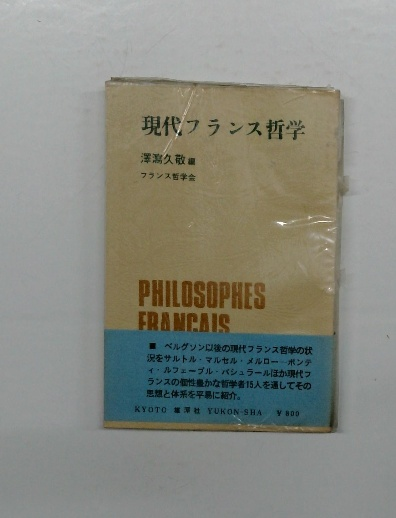 現代フランス哲学
澤瀉久敬 編
フランス哲学会
PHILOSOPHES
FRANÇAIS
■ ベルグソン以後の現代フランス哲学の状
況をサルトル・マルセル・メルロー・ポンテ
ィ・ルフェーブル・バシュラールほか現代フ
ランスの個性豊かな哲学者15人を通してその
思想と体系を平易に紹介。
KYOTO 雄渾社 YUKON-SHA ¥800